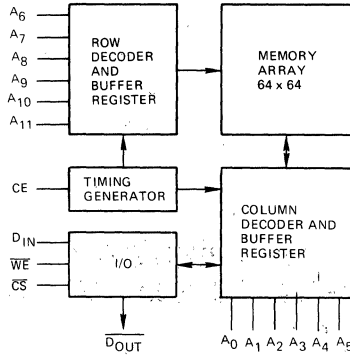 A6
A7
A8
A9
A10
A11
ROW
DECODER
AND
BUFFER
REGISTER
MEMORY
ARRAY
64 x 64
CE
TIMING
GENERATOR
DIN
WE
CS
I/O
COLUMN
DECODER AND
BUFFER
REGISTER
DOUT
A0 A1 A2 A3 A4 A5